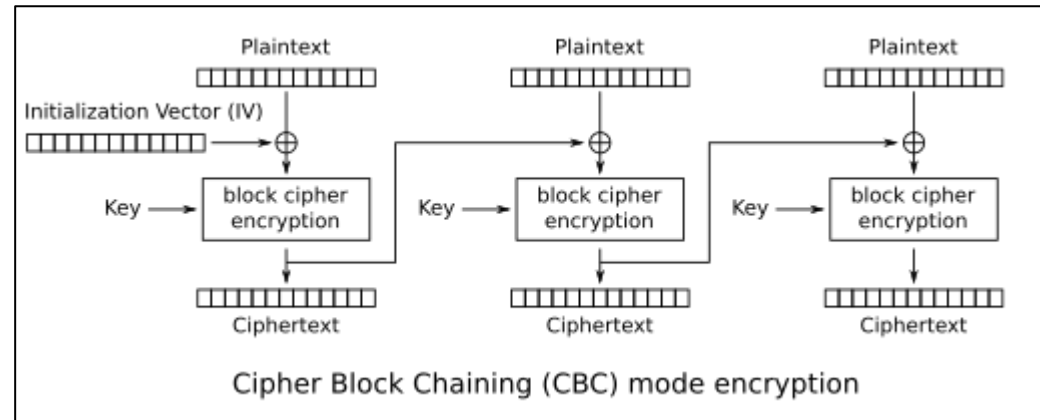 Plaintext Plaintext Plaintext
Initialization Vector (IV)
Key block cipher encryption Key block cipher encryption Key block cipher encryption
Ciphertext Ciphertext Ciphertext
Cipher Block Chaining (CBC) mode encryption